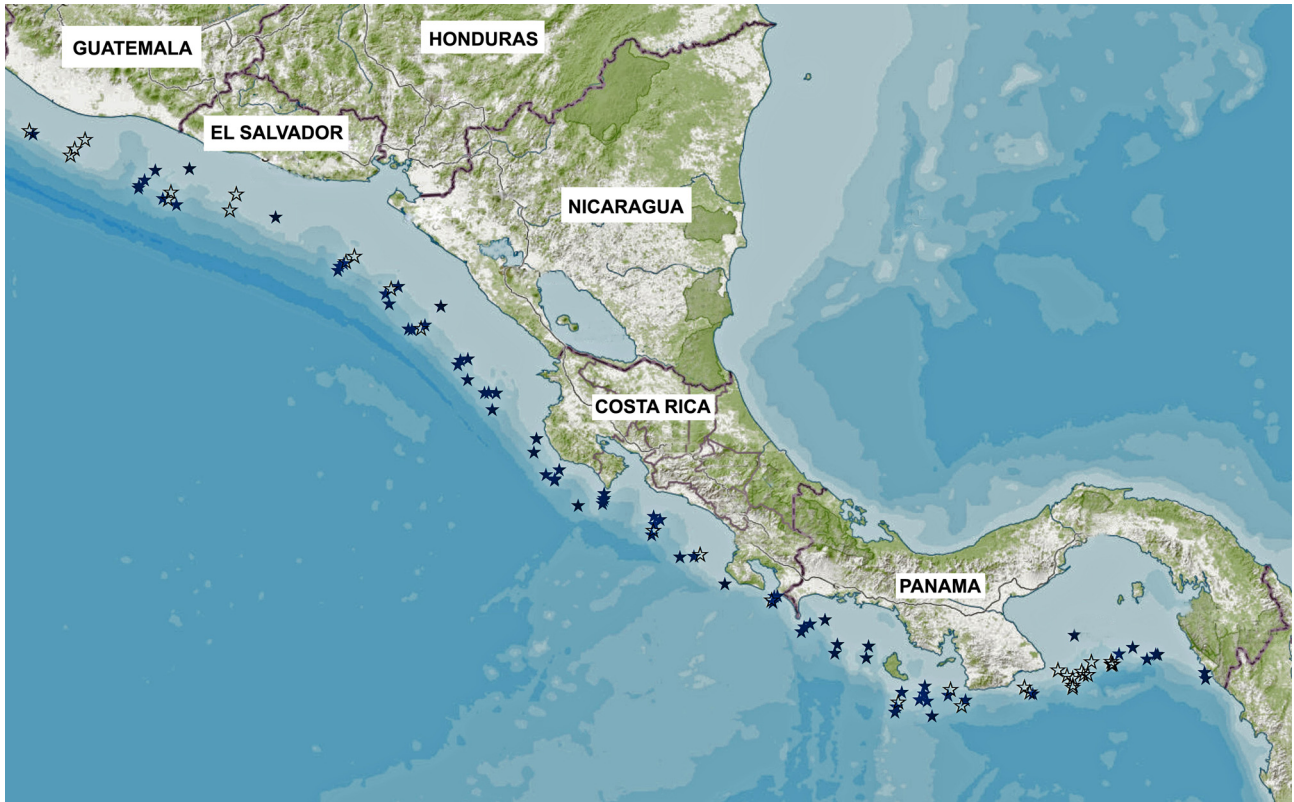 HONDURAS
GUATEMALA
EL SALVADOR
NICARAGUA
COSTA RICA
PANAMA